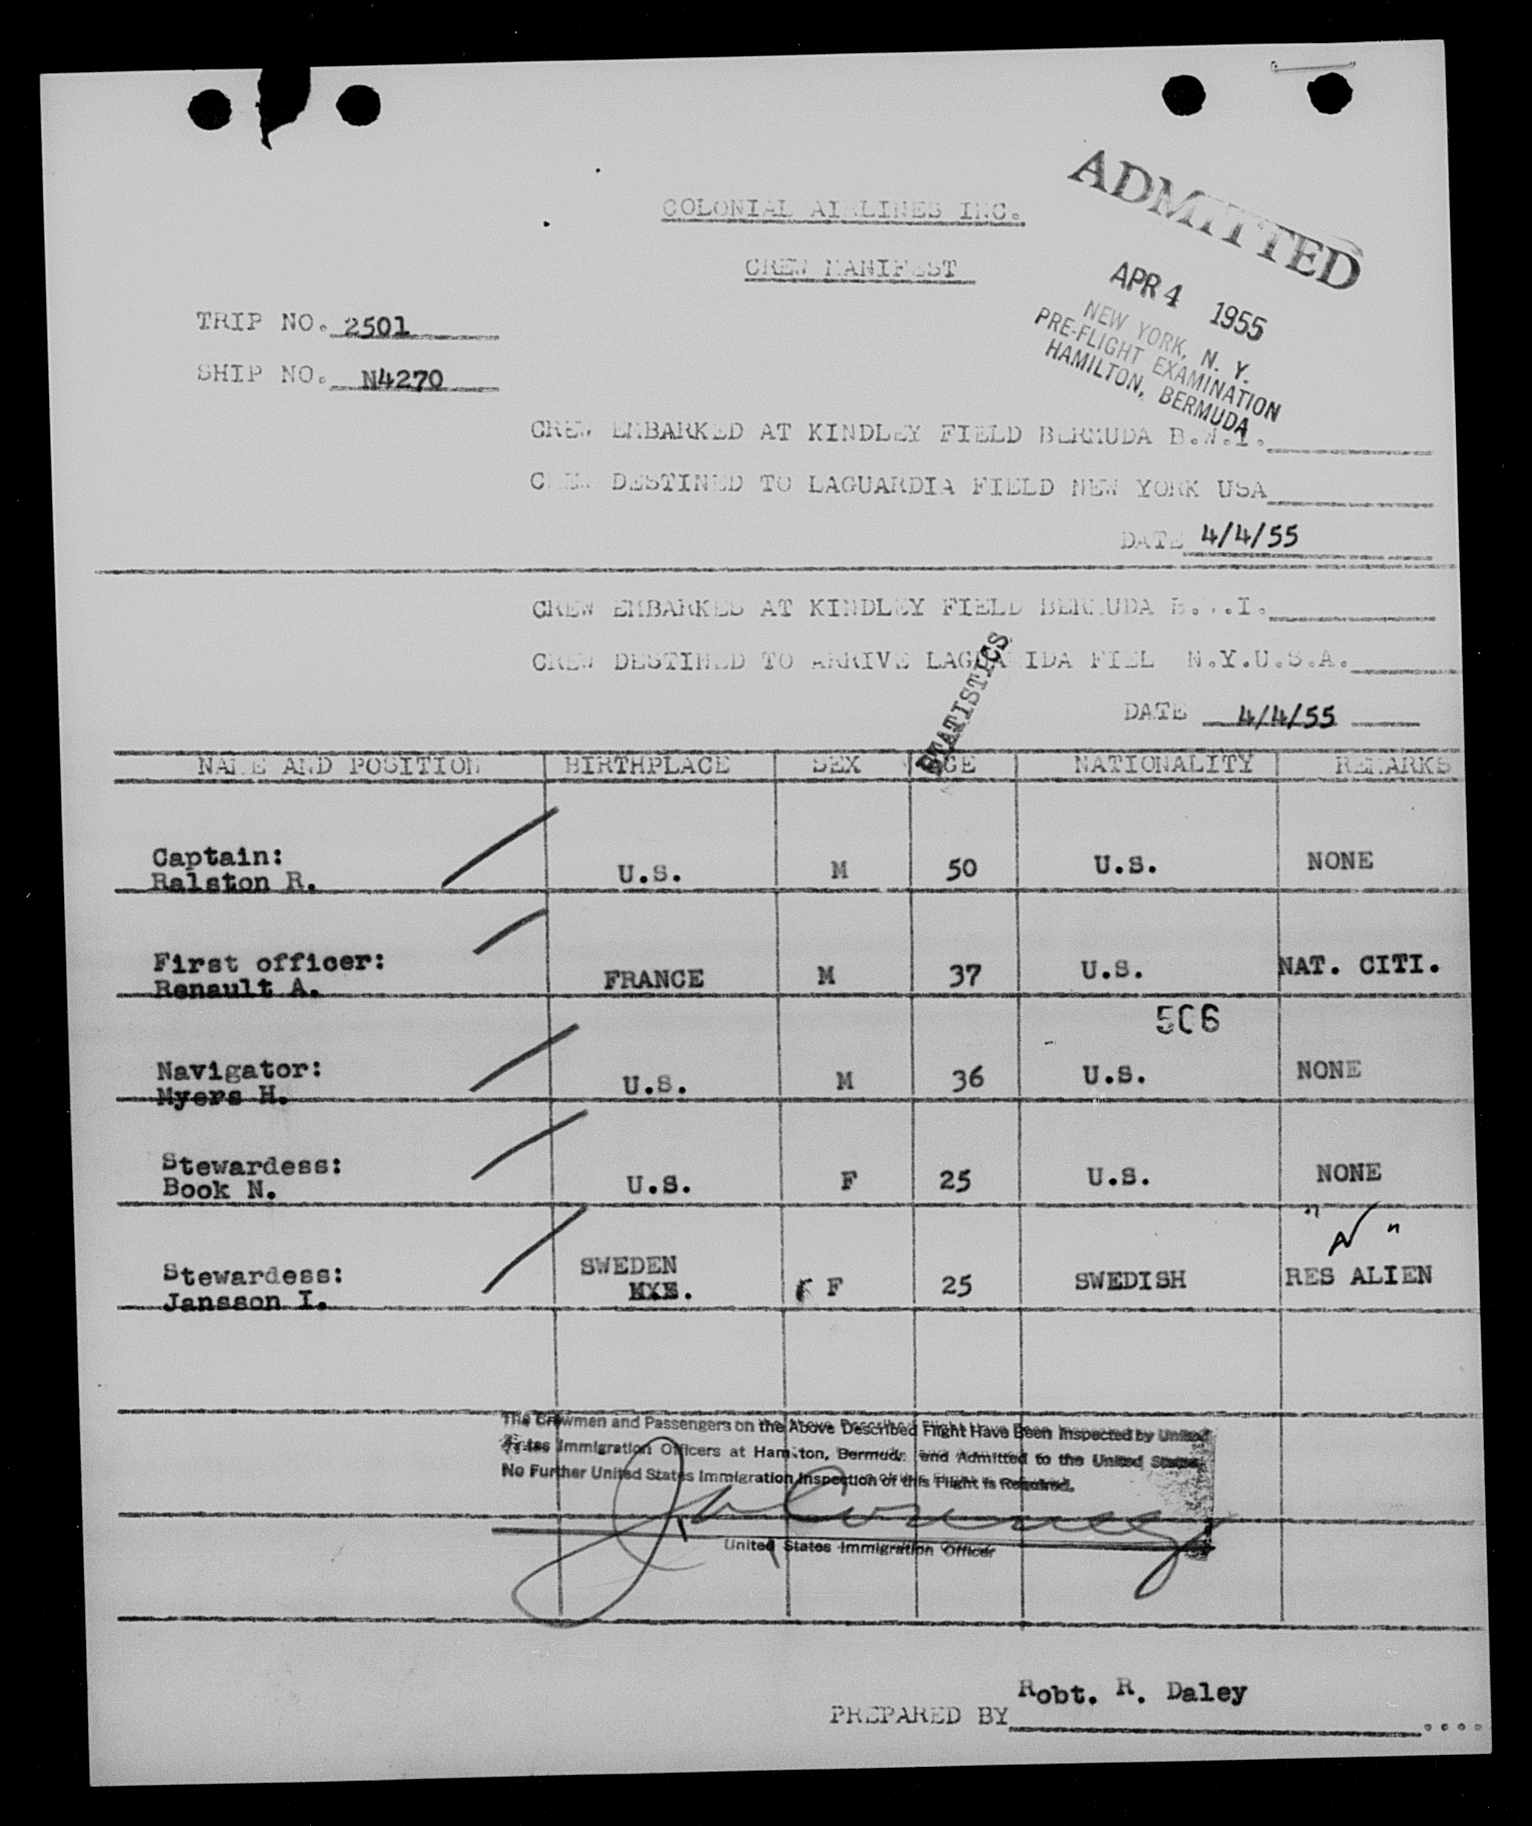 COLONIAL AIRLINES INC.
ADMITTED
CREW MANIFEST
APR 4 1955
NEW YORK, N. Y.
PRE-FLIGHT EXAMINATION
HAMILTON, BERMUDA
TRIP NO. 2501
SHIP NO. N4270
CREW EMBARKED AT KINDLEY FIELD BERMUDA B.W.I.
CREW DESTINED TO LAGUARDIA FIELD NEW YORK USA
DATE 4/4/55
CREW EMBARKED AT KINDLEY FIELD BERMUDA B.W.I.
CREW DESTINED TO ARRIVE IDA FIEL N.Y.U.S.A.
STATISTICS
DATE 4/4/55
NAME AND POSITION BIRTHPLACE SEX AGE NATIONALITY REMARKS
Captain:
Ralston R. U.S. M 50 U.S. NONE
First officer:
Renault A. FRANCE M 37 U.S. NAT. CITI.
506
Navigator:
Myers H. U.S. M 36 U.S. NONE
Stewardess:
Book N. U.S. F 25 U.S. NONE
" N "
SWEDEN
Stewardess:
Jansson I. F 25 SWEDISH RES ALIEN
The Crewmen and Passengers on the Above Described Flight Have Been Inspected by United
States Immigration Officers at Hamilton, Bermuda and Admitted to the United States.
No Further United States Immigration Inspection of this Flight is Required.
United States Immigration Officer
Robt. R. Daley
PREPARED BY ....